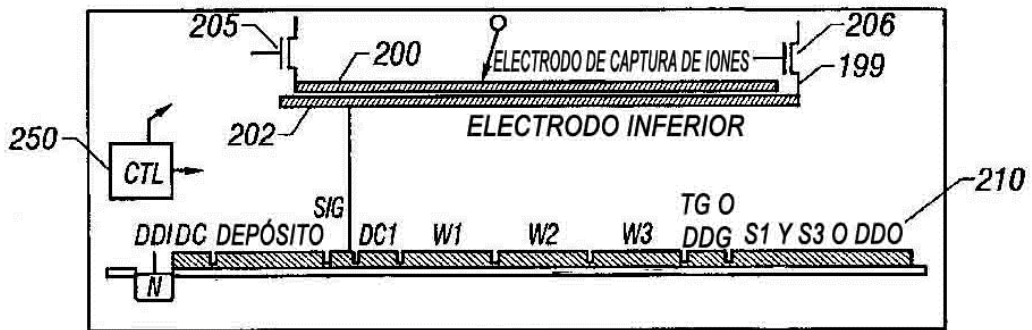 205
206
200
ELECTRODO DE CAPTURA DE IONES
199
202
ELECTRODO INFERIOR
250
CTL
210
SIG
TG O
DDI DC DEPÓSITO DC1 W1 W2 W3 DDG S1 Y S3 O DDO
N